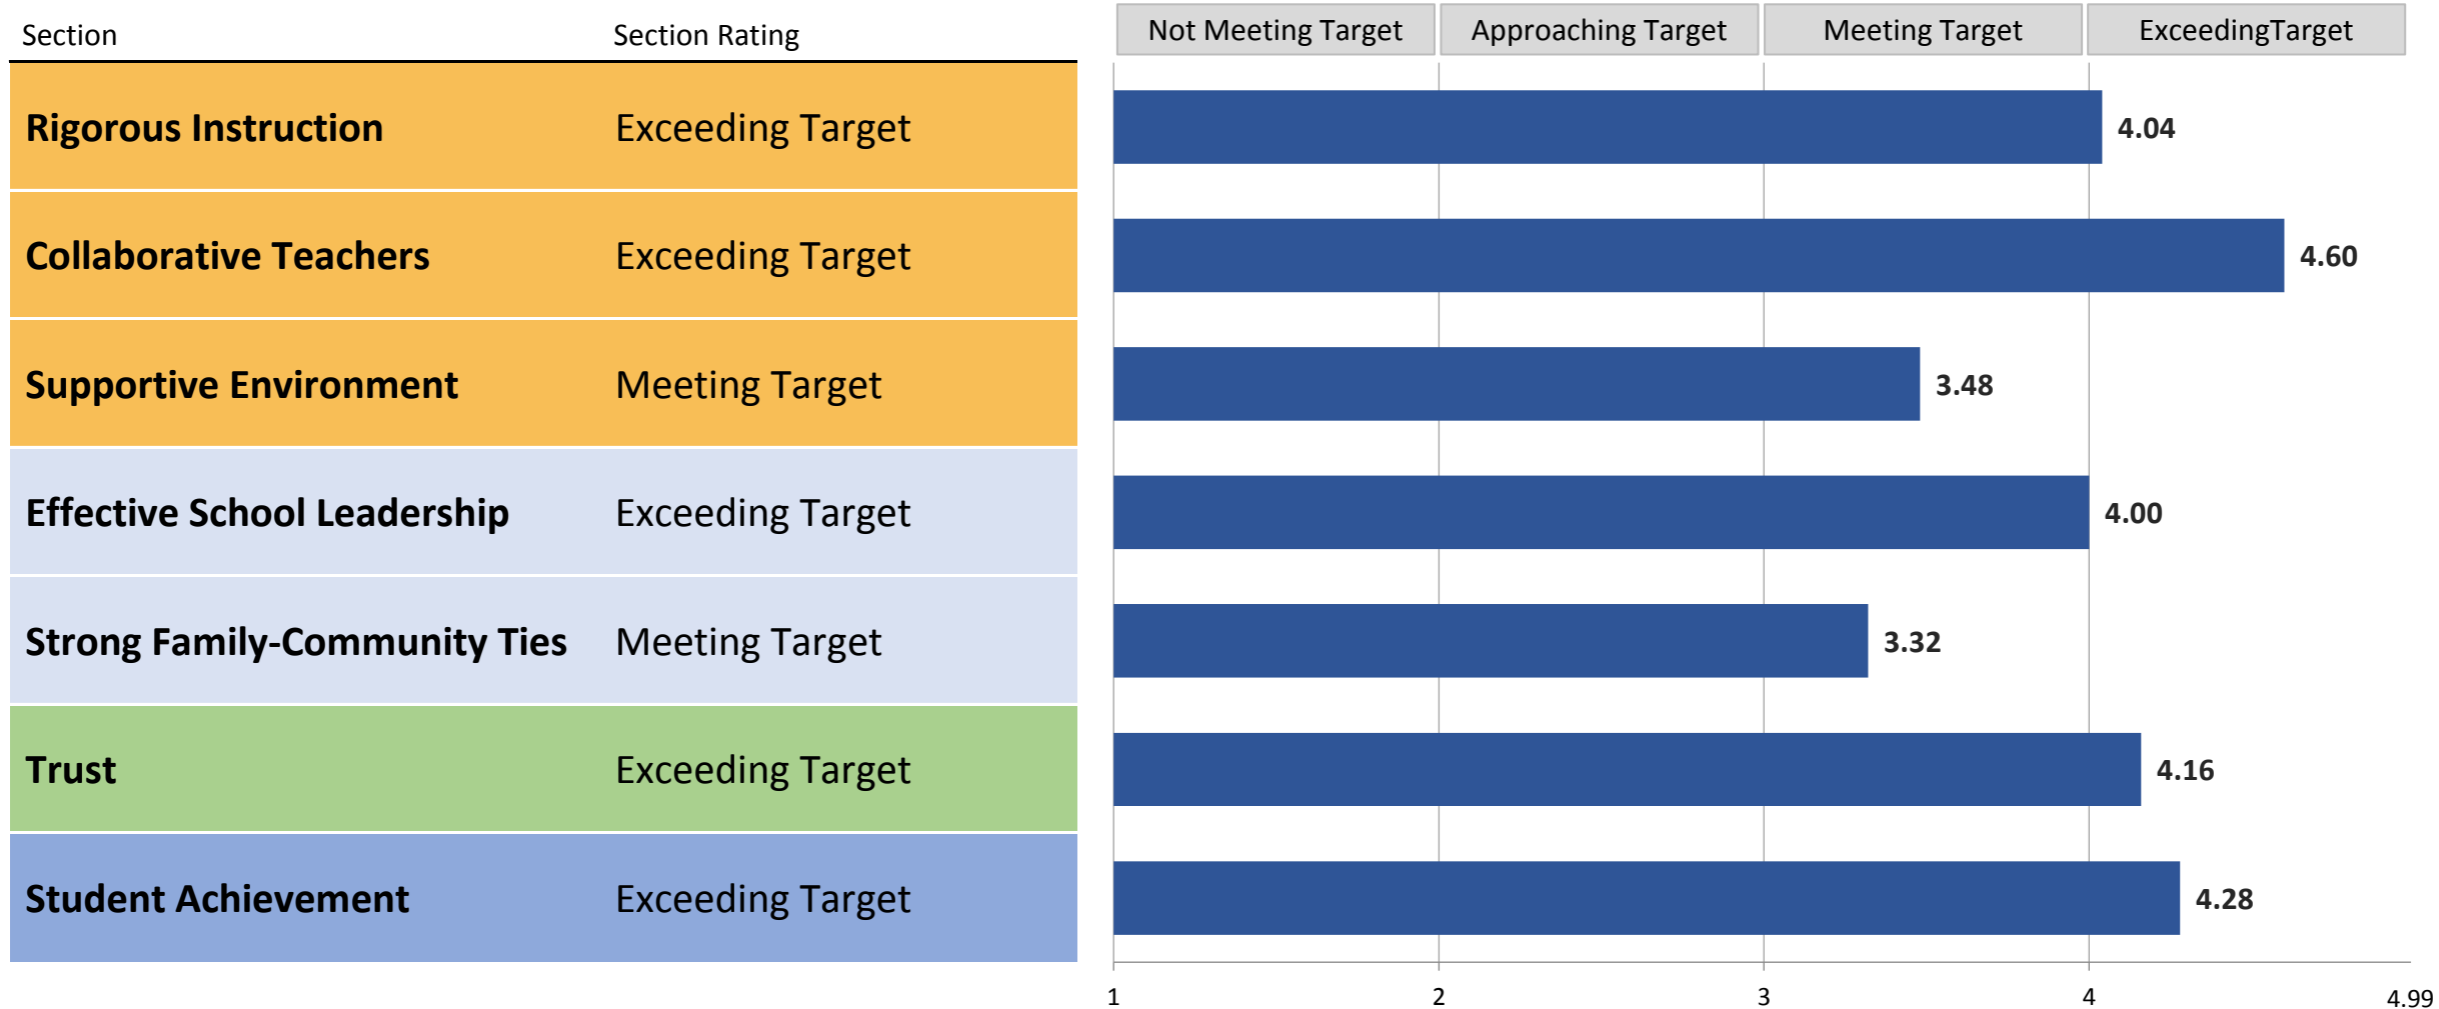 Section Section Rating Not Meeting Target Approaching Target Meeting Target ExceedingTarget
Rigorous Instruction Exceeding Target 4.04
Collaborative Teachers Exceeding Target 4.60
Supportive Environment Meeting Target 3.48
Effective School Leadership Exceeding Target 4.00
Strong Family-Community Ties Meeting Target 3.32
Trust Exceeding Target 4.16
Student Achievement Exceeding Target 4.28
1 2 3 4 4.99